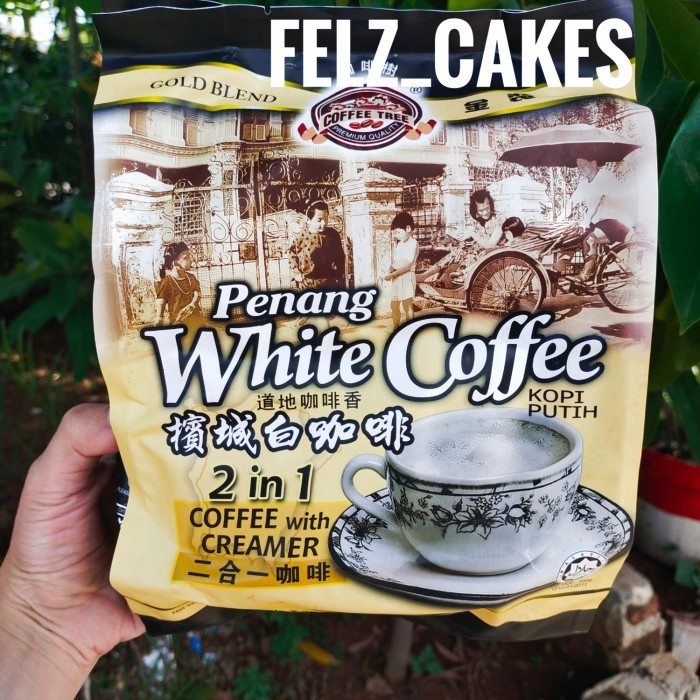 FELZ_CAKES
GOLD BLEND
COFFEE TREE
PREMIUM QUALITY
®
Penang
White Coffee
道地咖啡香
KOPI
PUTIH
檳城白咖啡
2 in 1
COFFEE with
CREAMER
二合一咖啡